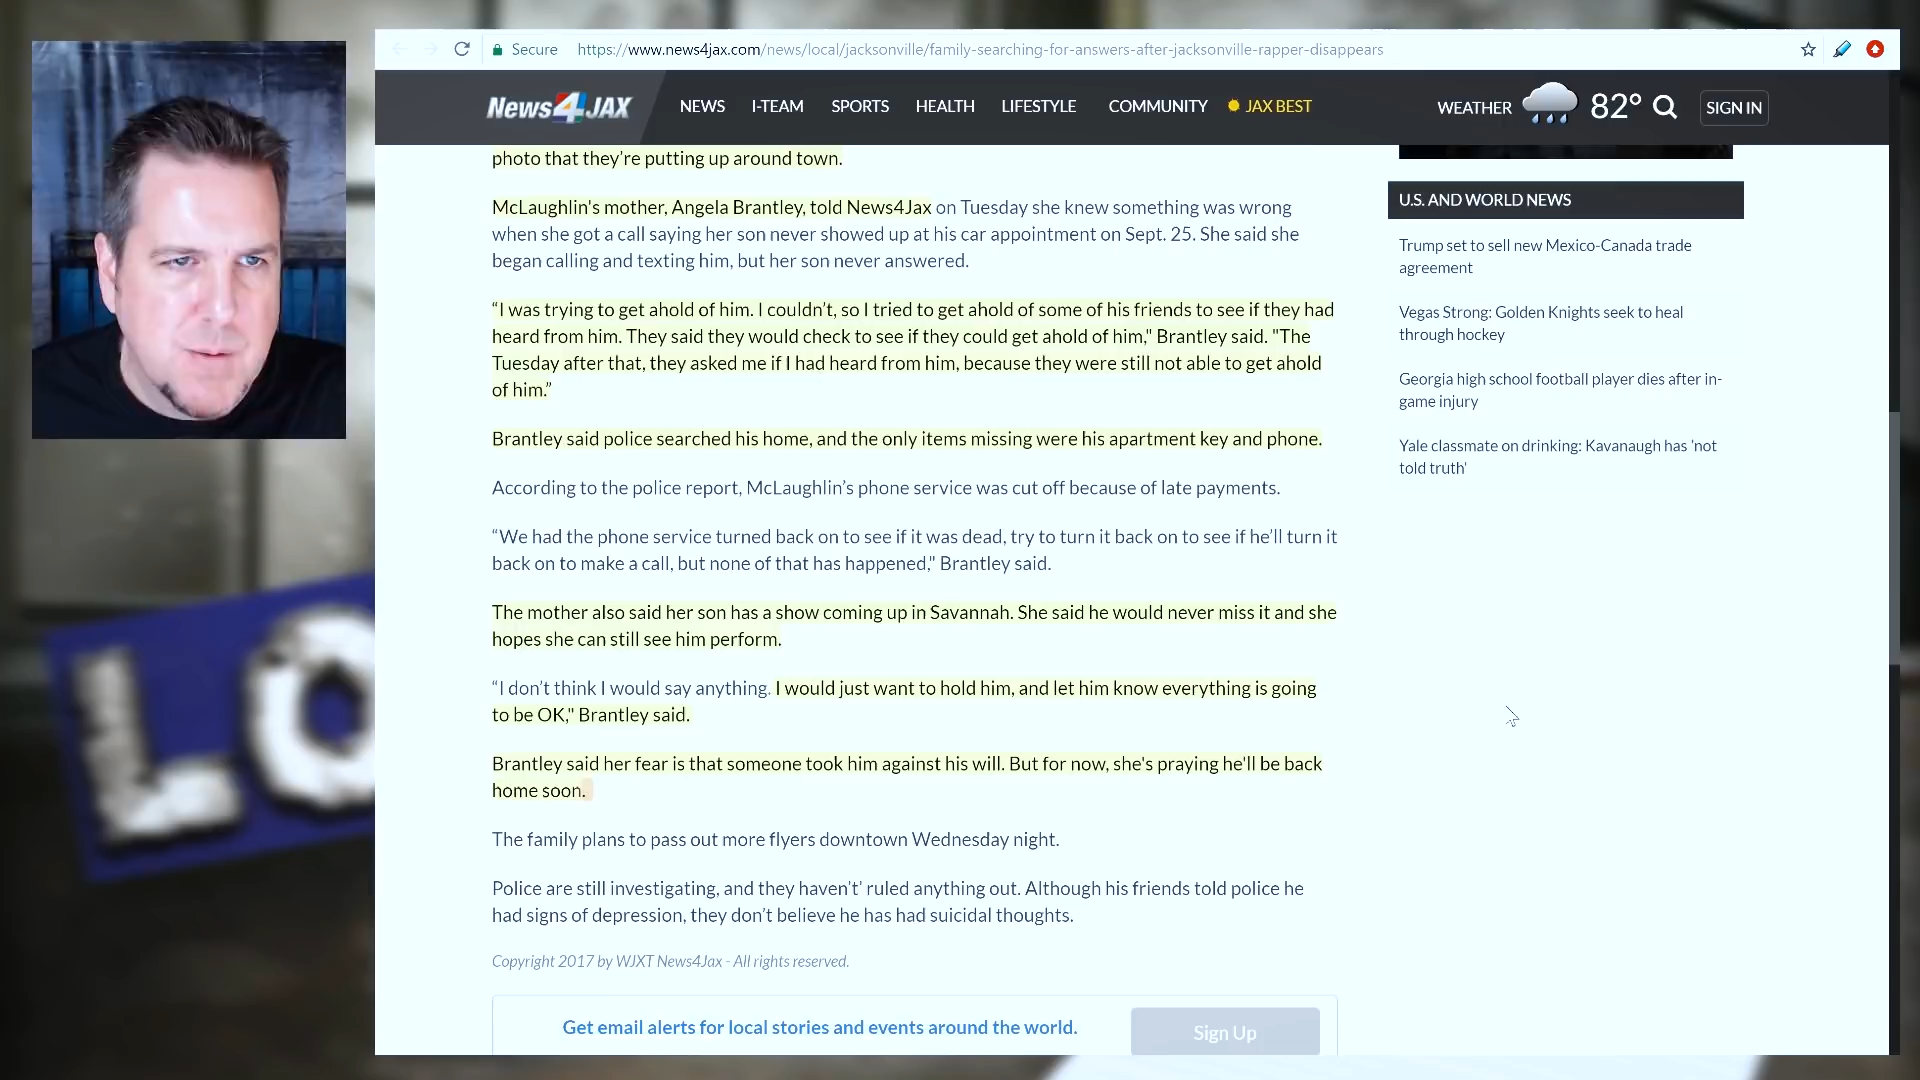 Secure https://www.news4jax.com/news/local/jacksonville/family-searching-for-answers-after-jacksonville-rapper-disappears
News4JAX NEWS I-TEAM SPORTS HEALTH LIFESTYLE COMMUNITY JAX BEST WEATHER 82° SIGN IN
photo that they’re putting up around town.
McLaughlin's mother, Angela Brantley, told News4Jax on Tuesday she knew something was wrong
when she got a call saying her son never showed up at his car appointment on Sept. 25. She said she
began calling and texting him, but her son never answered.
“I was trying to get ahold of him. I couldn’t, so I tried to get ahold of some of his friends to see if they had
heard from him. They said they would check to see if they could get ahold of him," Brantley said. "The
Tuesday after that, they asked me if I had heard from him, because they were still not able to get ahold
of him.”
Brantley said police searched his home, and the only items missing were his apartment key and phone.
According to the police report, McLaughlin’s phone service was cut off because of late payments.
“We had the phone service turned back on to see if it was dead, try to turn it back on to see if he’ll turn it
back on to make a call, but none of that has happened," Brantley said.
The mother also said her son has a show coming up in Savannah. She said he would never miss it and she
hopes she can still see him perform.
“I don’t think I would say anything. I would just want to hold him, and let him know everything is going
to be OK," Brantley said.
Brantley said her fear is that someone took him against his will. But for now, she's praying he'll be back
home soon.
The family plans to pass out more flyers downtown Wednesday night.
Police are still investigating, and they haven’t’ ruled anything out. Although his friends told police he
had signs of depression, they don’t believe he has had suicidal thoughts.
Copyright 2017 by WJXT News4Jax - All rights reserved.
Get email alerts for local stories and events around the world.
Sign Up
U.S. AND WORLD NEWS
Trump set to sell new Mexico-Canada trade
agreement
Vegas Strong: Golden Knights seek to heal
through hockey
Georgia high school football player dies after in-
game injury
Yale classmate on drinking: Kavanaugh has 'not
told truth'
LO